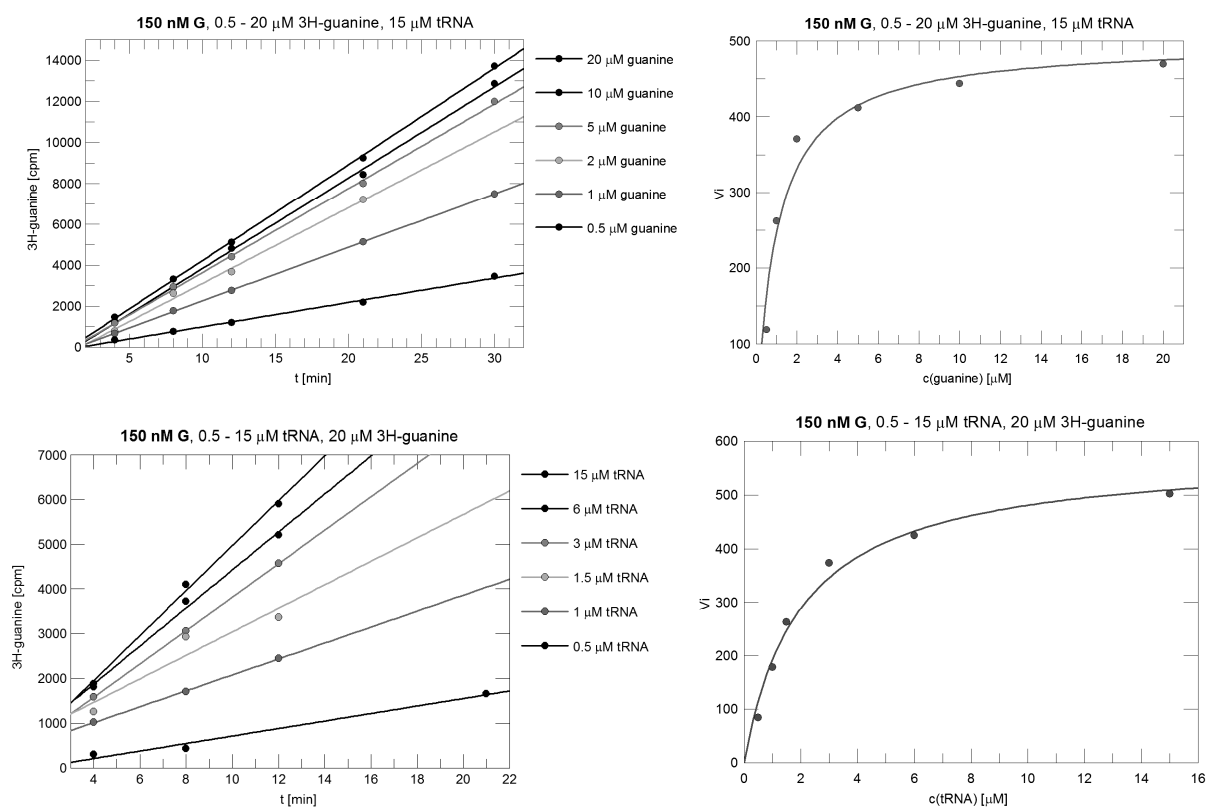 150 nM G, 0.5 - 20 µM 3H-guanine, 15 µM tRNA
14000
12000
10000
8000
6000
4000
2000
0
3H-guanine [cpm]
5
10
15
20
25
30
t [min]
20 µM guanine
10 µM guanine
5 µM guanine
2 µM guanine
1 µM guanine
0.5 µM guanine
150 nM G, 0.5 - 20 µM 3H-guanine, 15 µM tRNA
500
400
300
200
100
Vi
0
2
4
6
8
10
12
14
16
18
20
c(guanine) [µM]
150 nM G, 0.5 - 15 µM tRNA, 20 µM 3H-guanine
7000
6000
5000
4000
3000
2000
1000
0
3H-guanine [cpm]
4
6
8
10
12
14
16
18
20
22
t [min]
15 µM tRNA
6 µM tRNA
3 µM tRNA
1.5 µM tRNA
1 µM tRNA
0.5 µM tRNA
150 nM G, 0.5 - 15 µM tRNA, 20 µM 3H-guanine
600
500
400
300
200
100
0
Vi
0
2
4
6
8
10
12
14
16
c(tRNA) [µM]